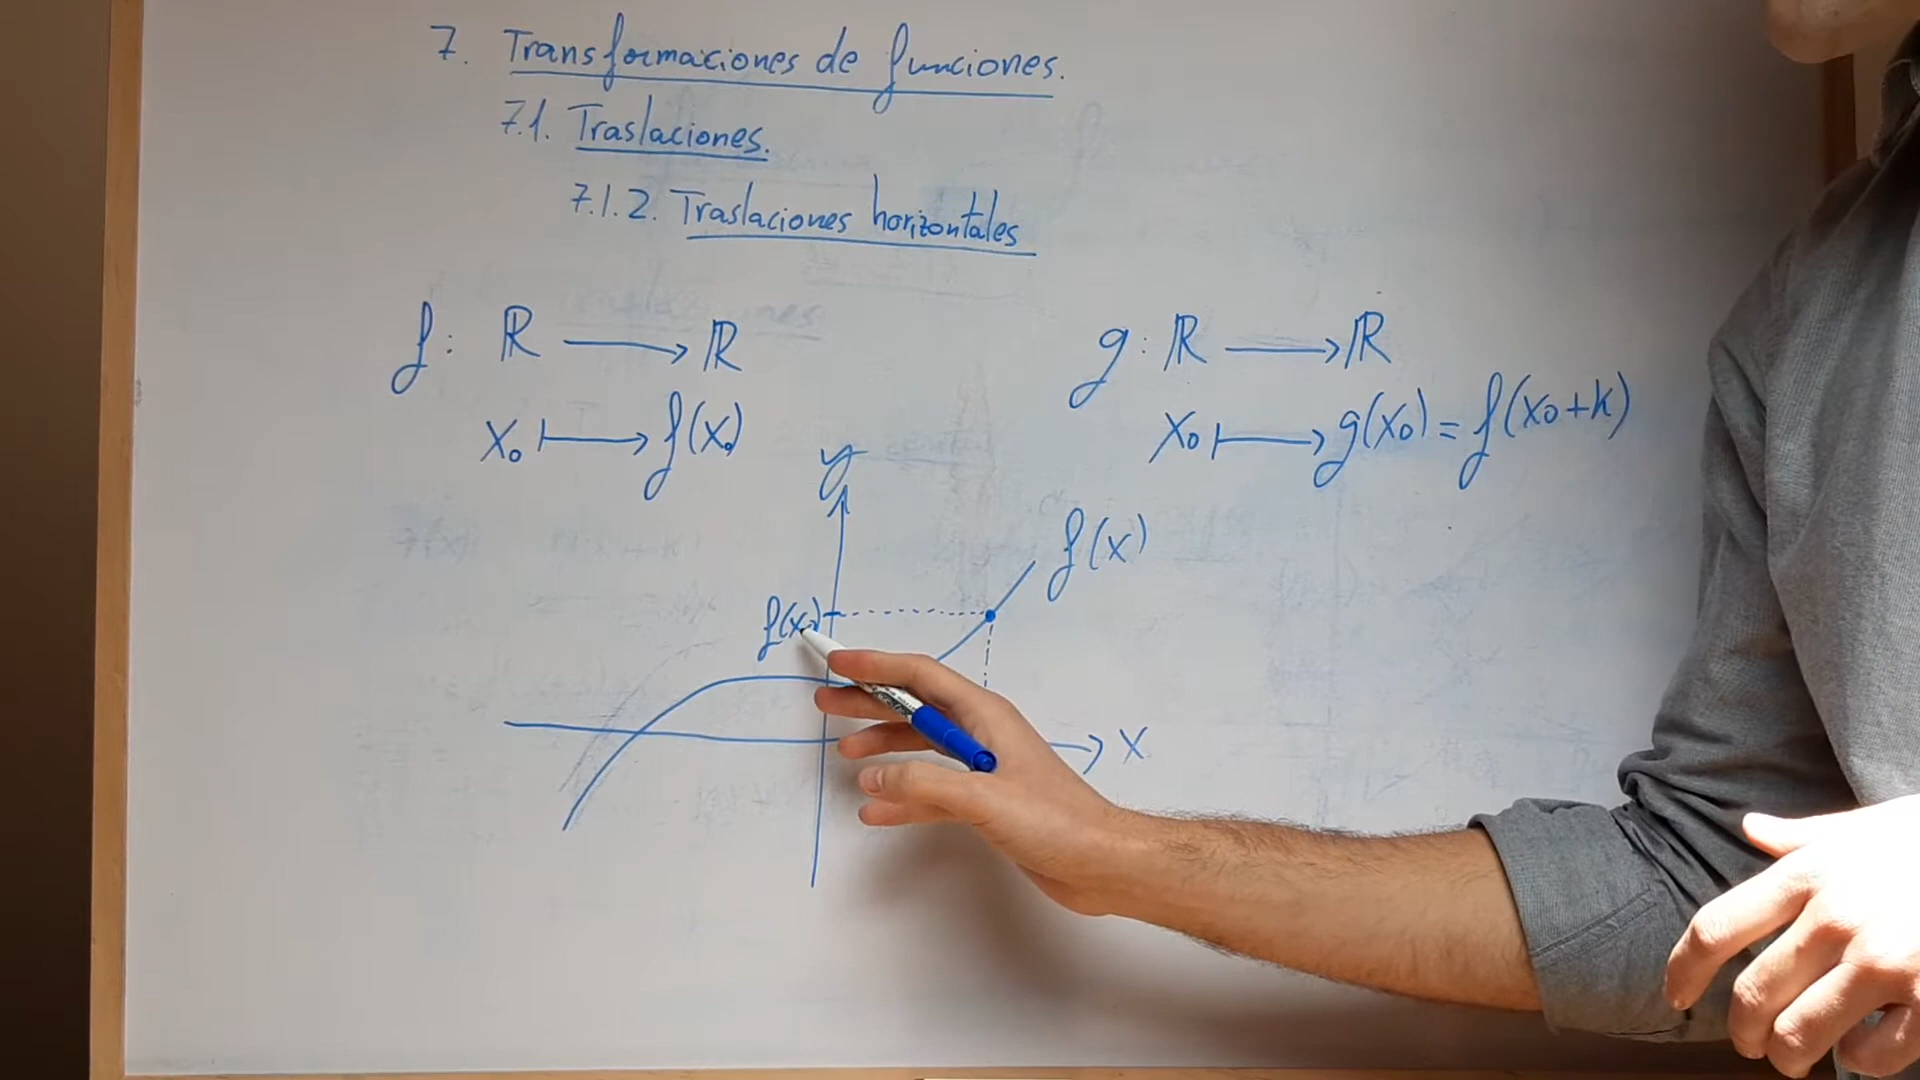 7. Transformaciones de funciones.
7.1. Traslaciones.
7.1.2. Traslaciones horizontales
f: ℝ ⟶ ℝ
x₀ ⟼ f(x₀)
g: ℝ ⟶ ℝ
x₀ ⟼ g(x₀) = f(x₀+k)
y
f(x)
f(x₀)
x